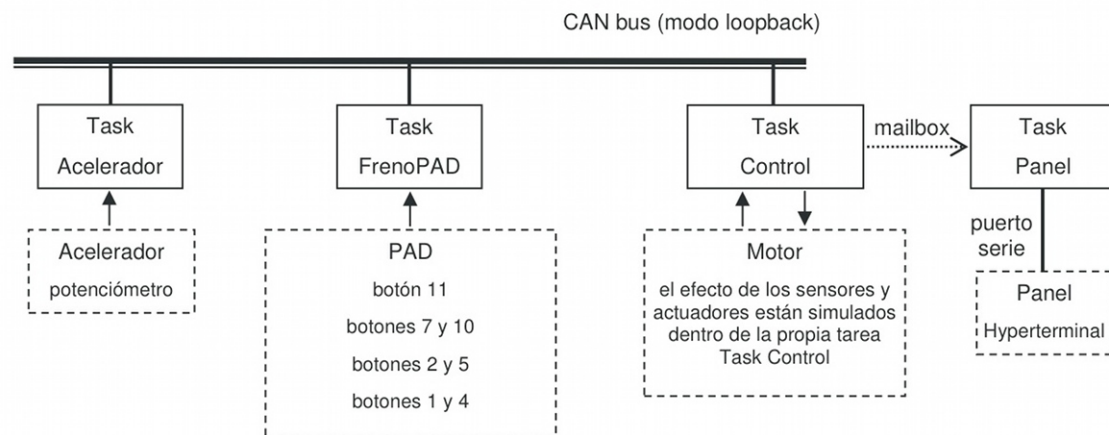 CAN bus (modo loopback)
Task
Acelerador
Task
FrenoPAD
Task
Control
mailbox
Task
Panel
Acelerador
potenciómetro
PAD
botón 11
botones 7 y 10
botones 2 y 5
botones 1 y 4
Motor
el efecto de los sensores y
actuadores están simulados
dentro de la propia tarea
Task Control
puerto
serie
Panel
Hyperterminal